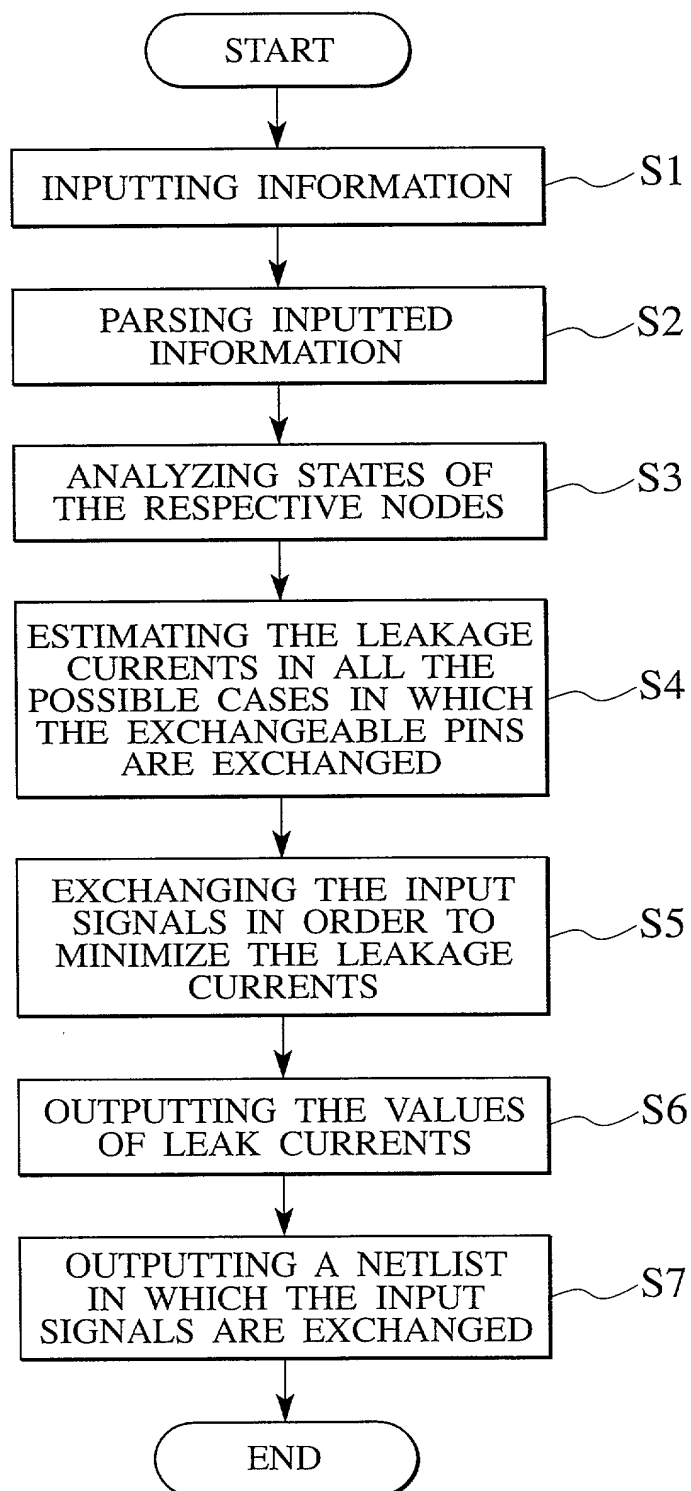 START
INPUTTING INFORMATION
S1
PARSING INPUTTED
INFORMATION
S2
ANALYZING STATES OF
THE RESPECTIVE NODES
S3
ESTIMATING THE LEAKAGE
CURRENTS IN ALL THE
POSSIBLE CASES IN WHICH
THE EXCHANGEABLE PINS
ARE EXCHANGED
S4
EXCHANGING THE INPUT
SIGNALS IN ORDER TO
MINIMIZE THE LEAKAGE
CURRENTS
S5
OUTPUTTING THE VALUES
OF LEAK CURRENTS
S6
OUTPUTTING A NETLIST
IN WHICH THE INPUT
SIGNALS ARE EXCHANGED
S7
END